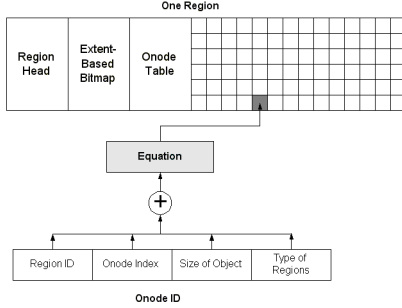 One Region
Region
Head
Extent-
Based
Bitmap
Onode
Table
Equation
+
Region ID
Onode Index
Size of Object
Type of
Regions
Onode ID